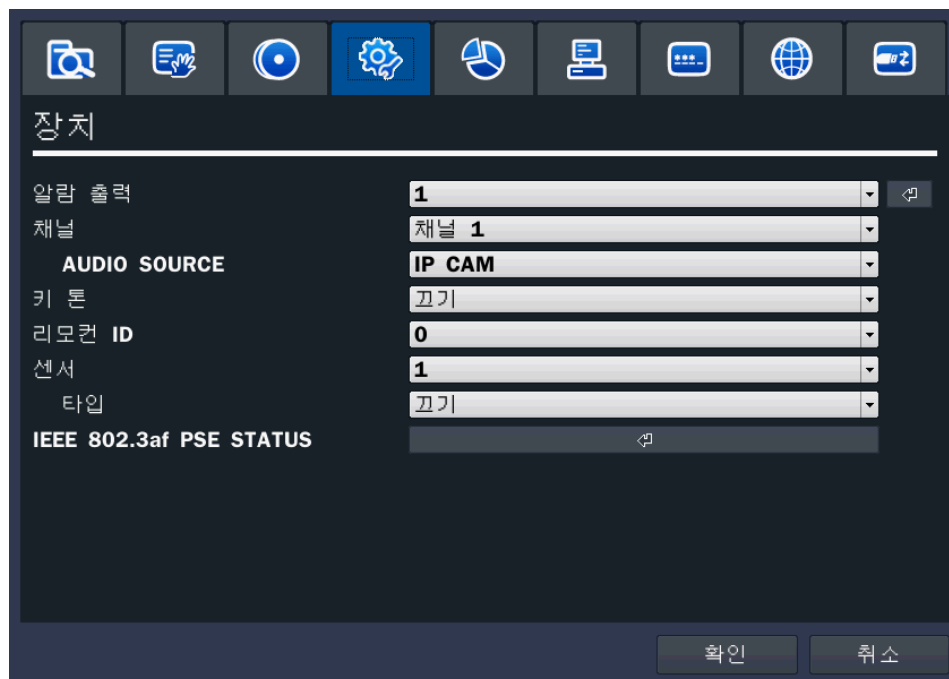 장치
알람 출력 1
채널 채널 1
AUDIO SOURCE IP CAM
키 톤 끄기
리모컨 ID 0
센서 1
타입 끄기
IEEE 802.3af PSE STATUS
확인 취소